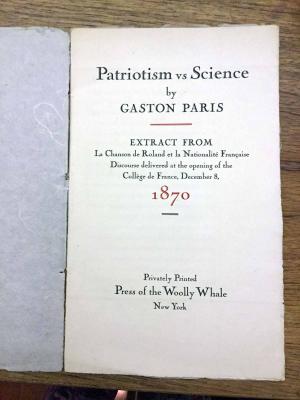 Patriotism vs Science
by
GASTON PARIS
EXTRACT FROM
La Chanson de Roland et la Nationalité Française
Discourse delivered at the opening of the
Collège de France, December 8,
1870
Privately Printed
Press of the Woolly Whale
New York